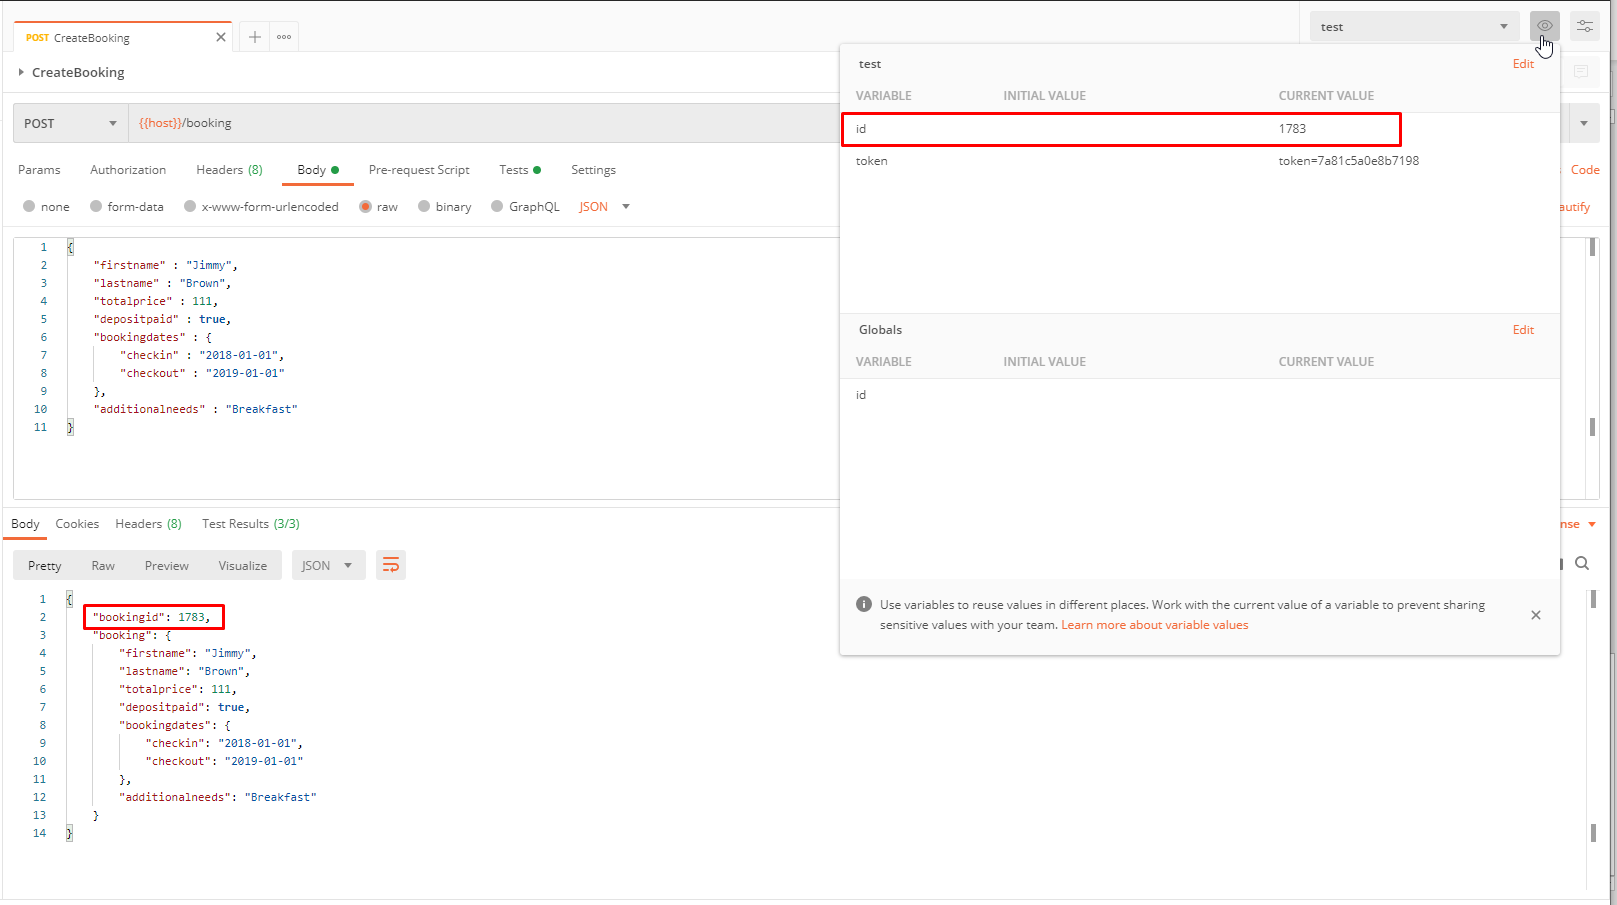 POST CreateBooking
test
CreateBooking
POST
{{host}}/booking
Params Authorization Headers (8) Body Pre-request Script Tests Settings
Code
none form-data x-www-form-urlencoded raw binary GraphQL JSON
autify
1 {
2 "firstname" : "Jimmy",
3 "lastname" : "Brown",
4 "totalprice" : 111,
5 "depositpaid" : true,
6 "bookingdates" : {
7 "checkin" : "2018-01-01",
8 "checkout" : "2019-01-01"
9 },
10 "additionalneeds" : "Breakfast"
11 }
test Edit
VARIABLE INITIAL VALUE CURRENT VALUE
id 1783
token token=7a81c5a0e8b7198
Globals Edit
VARIABLE INITIAL VALUE CURRENT VALUE
id
Use variables to reuse values in different places. Work with the current value of a variable to prevent sharing
sensitive values with your team. Learn more about variable values
Body Cookies Headers (8) Test Results (3/3)
nse
Pretty Raw Preview Visualize JSON
1 {
2 "bookingid": 1783,
3 "booking": {
4 "firstname": "Jimmy",
5 "lastname": "Brown",
6 "totalprice": 111,
7 "depositpaid": true,
8 "bookingdates": {
9 "checkin": "2018-01-01",
10 "checkout": "2019-01-01"
11 },
12 "additionalneeds": "Breakfast"
13 }
14 }